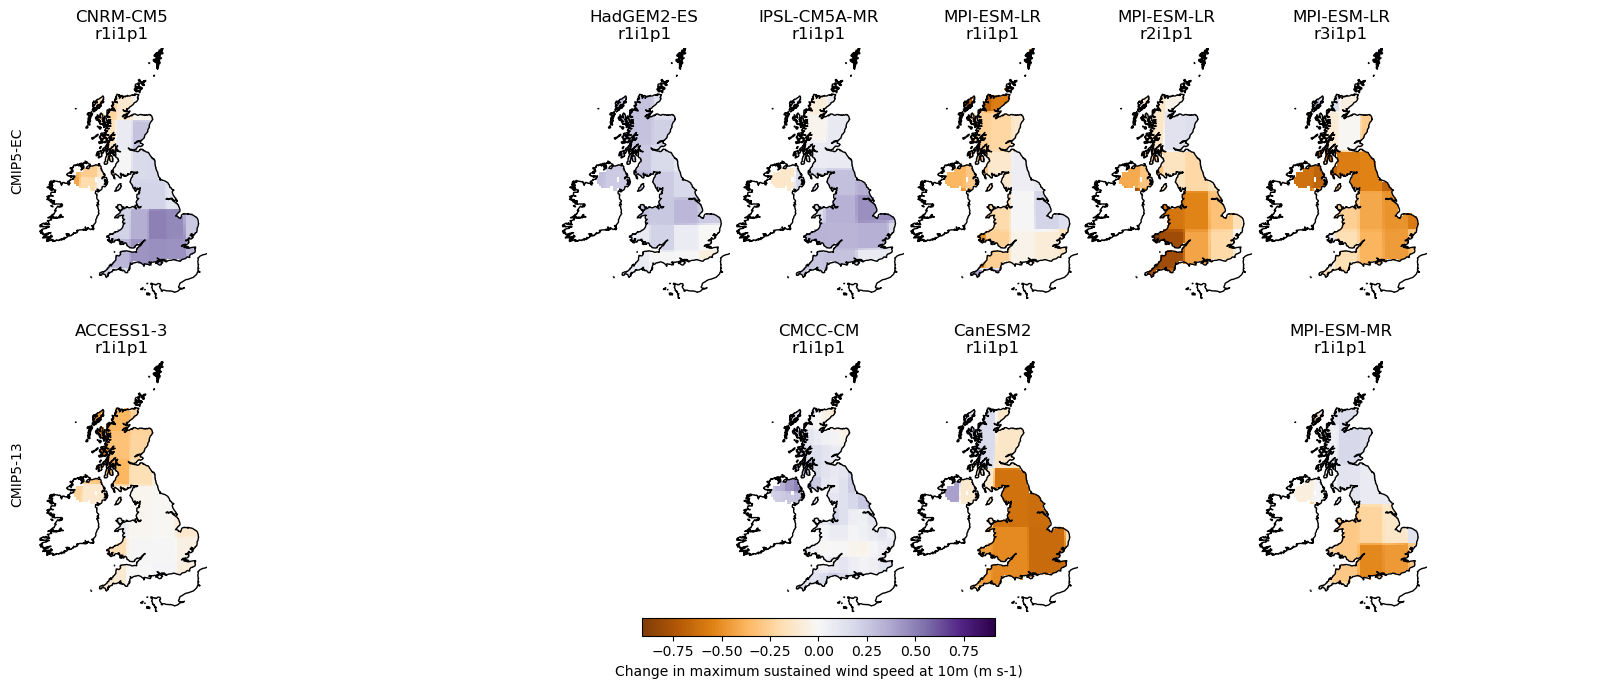 CNRM-CM5
r1i1p1
HadGEM2-ES
r1i1p1
IPSL-CM5A-MR
r1i1p1
MPI-ESM-LR
r1i1p1
MPI-ESM-LR
r2i1p1
MPI-ESM-LR
r3i1p1
CMIP5-EC
ACCESS1-3
r1i1p1
CMCC-CM
r1i1p1
CanESM2
r1i1p1
MPI-ESM-MR
r1i1p1
CMIP5-13
−0.75 −0.50 −0.25 0.00 0.25 0.50 0.75
Change in maximum sustained wind speed at 10m (m s-1)